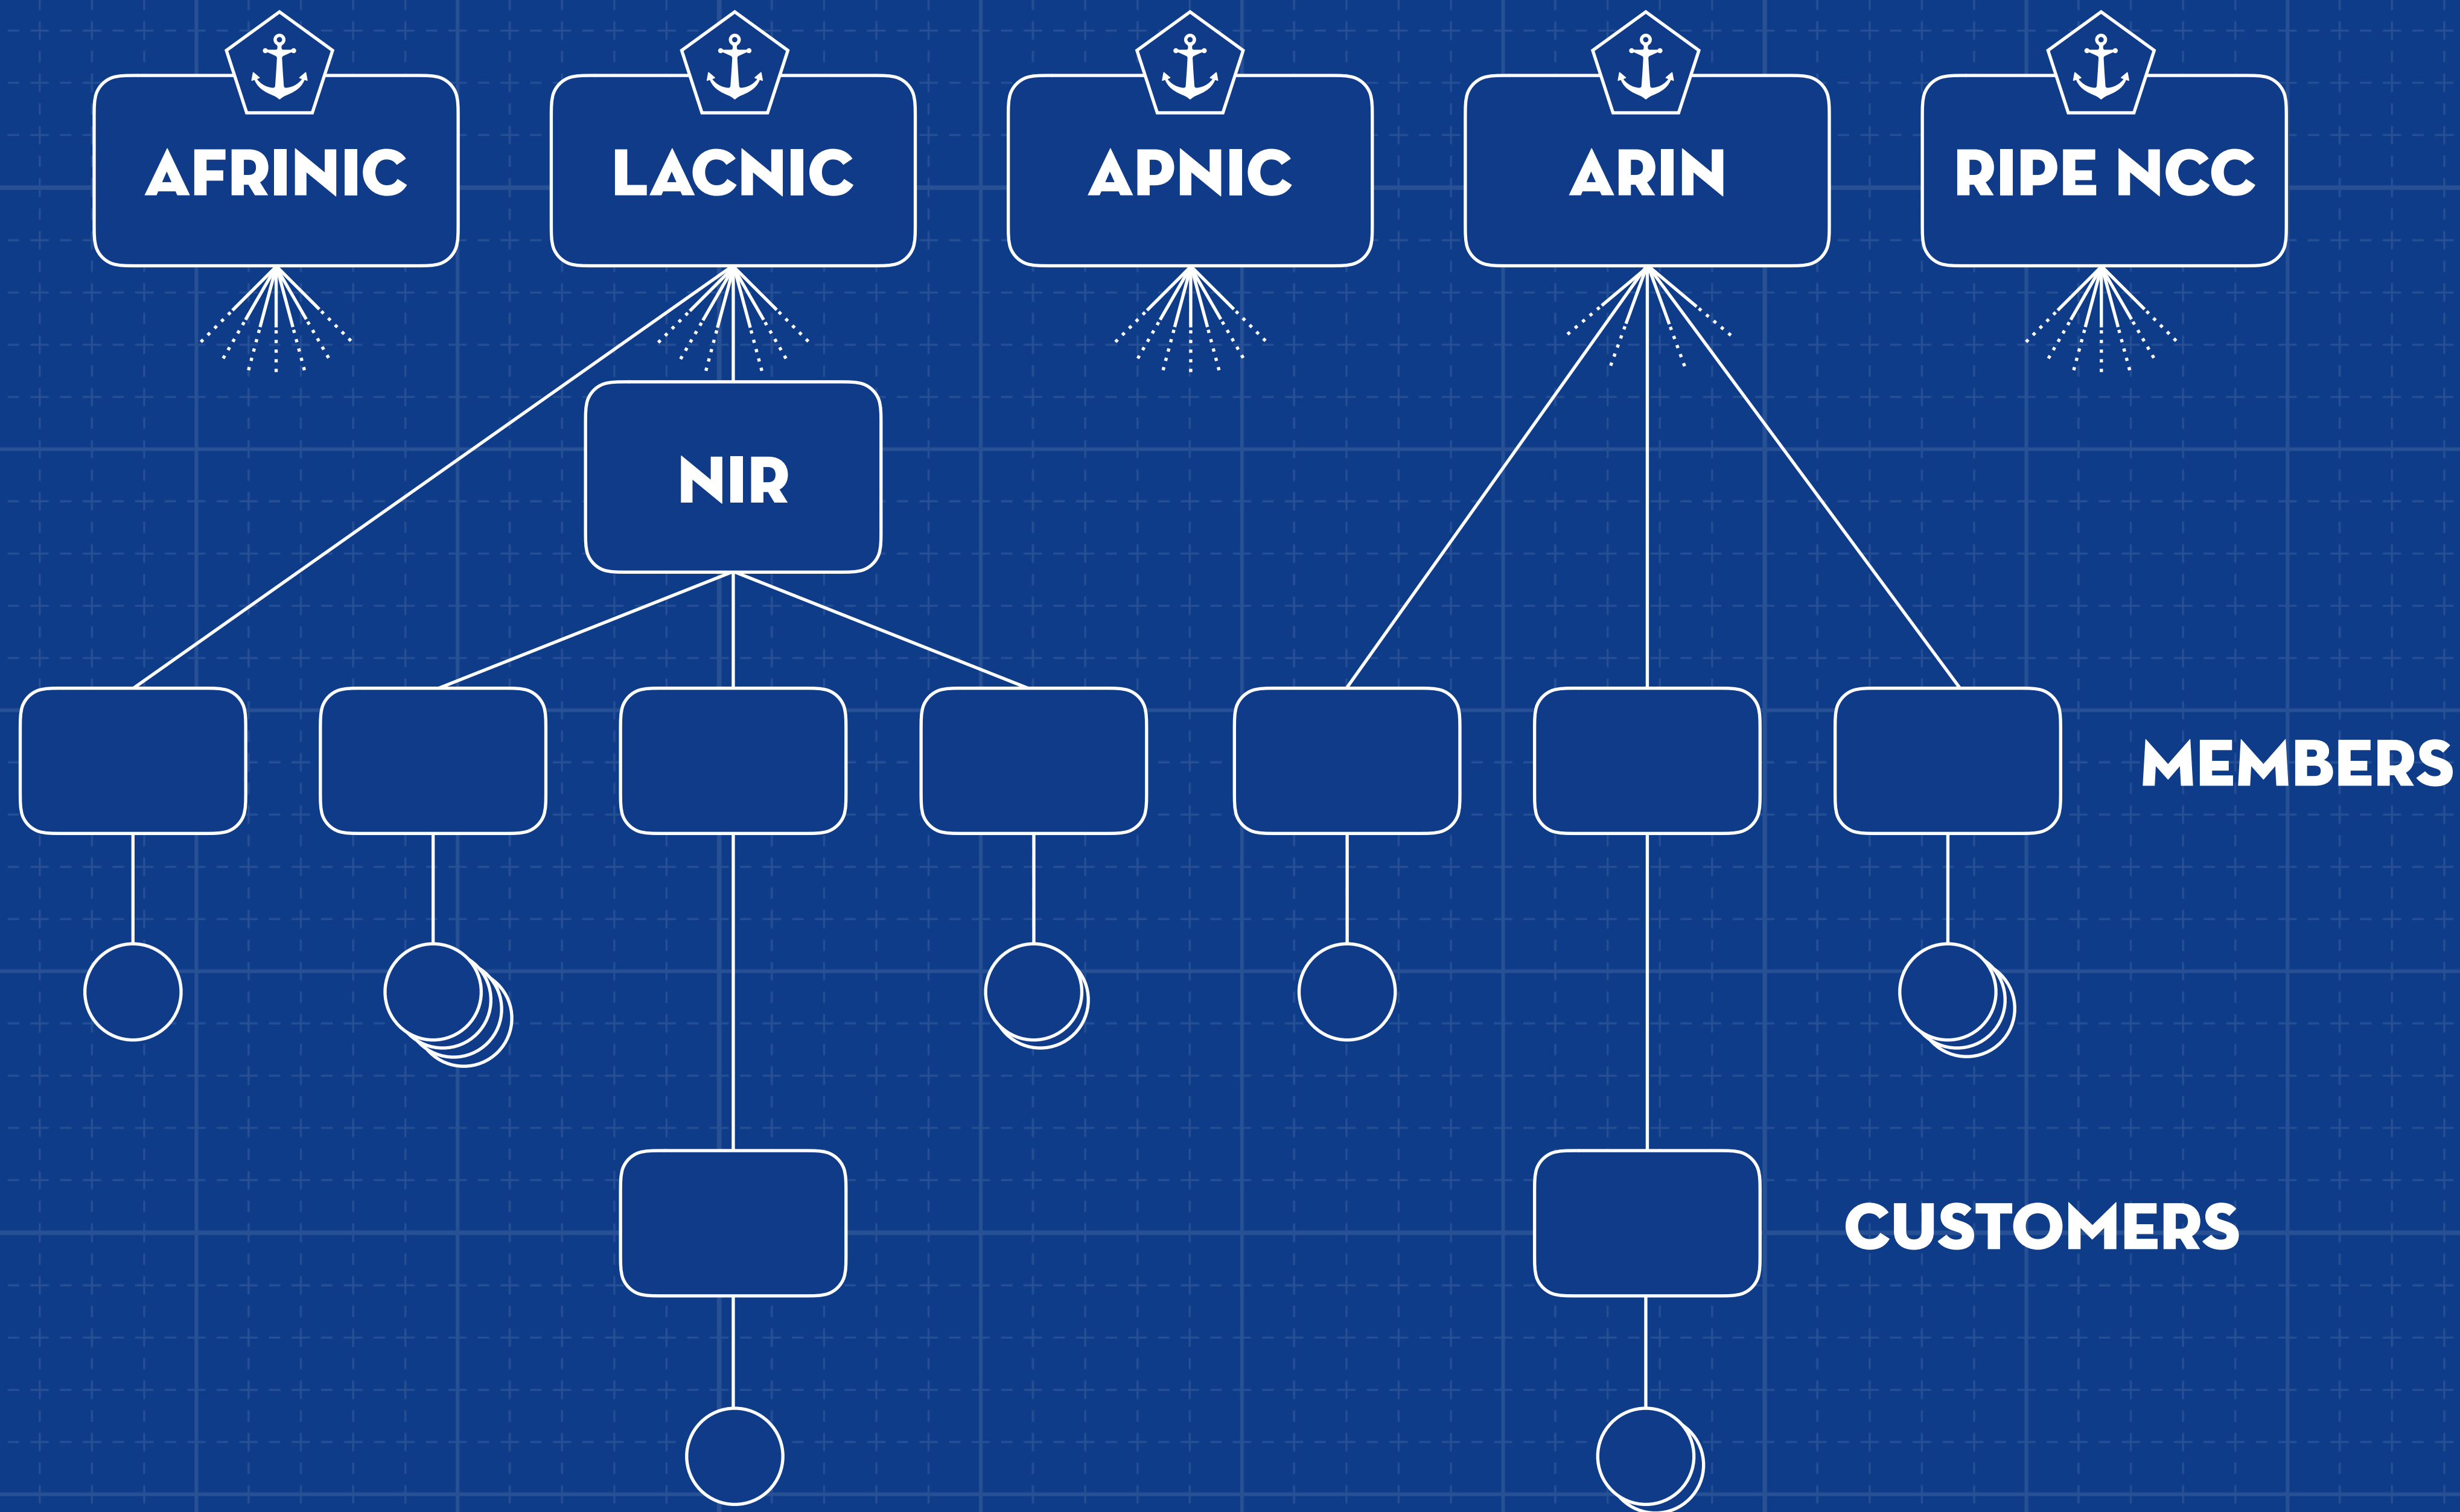 AFRINIC
LACNIC
APNIC
ARIN
RIPE NCC
NIR
MEMBERS
CUSTOMERS